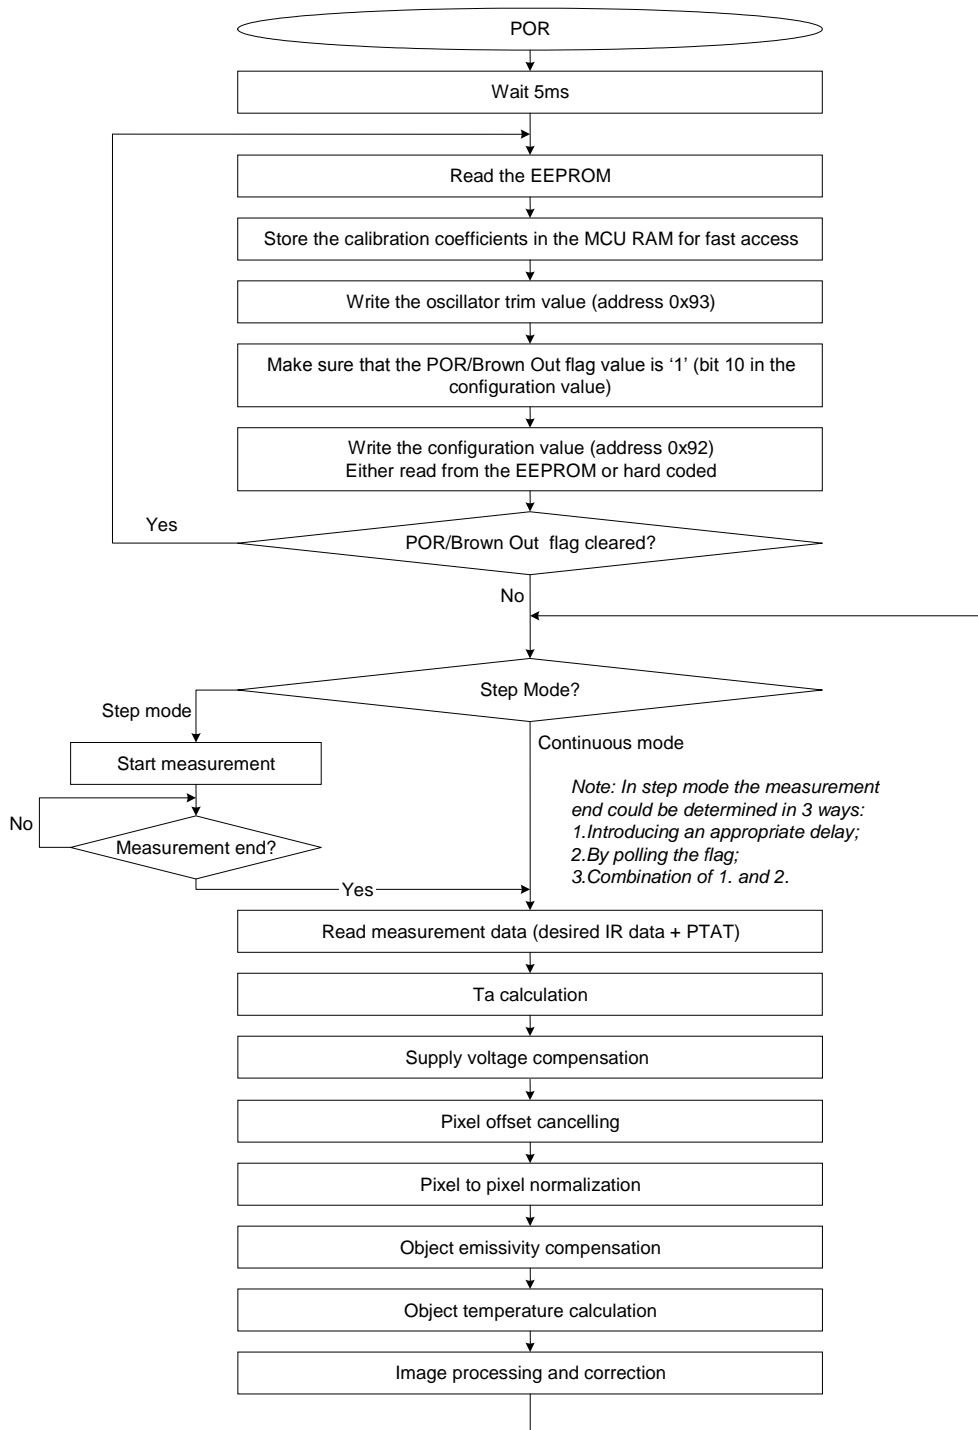 POR
Wait 5ms
Read the EEPROM
Store the calibration coefficients in the MCU RAM for fast access
Write the oscillator trim value (address 0x93)
Make sure that the POR/Brown Out flag value is ‘1’ (bit 10 in the
configuration value)
Write the configuration value (address 0x92)
Either read from the EEPROM or hard coded
Yes
POR/Brown Out flag cleared?
No
Step Mode?
Step mode
Continuous mode
Start measurement
Note: In step mode the measurement
end could be determined in 3 ways:
1.Introducing an appropriate delay;
2.By polling the flag;
3.Combination of 1. and 2.
No
Measurement end?
Yes
Read measurement data (desired IR data + PTAT)
Ta calculation
Supply voltage compensation
Pixel offset cancelling
Pixel to pixel normalization
Object emissivity compensation
Object temperature calculation
Image processing and correction